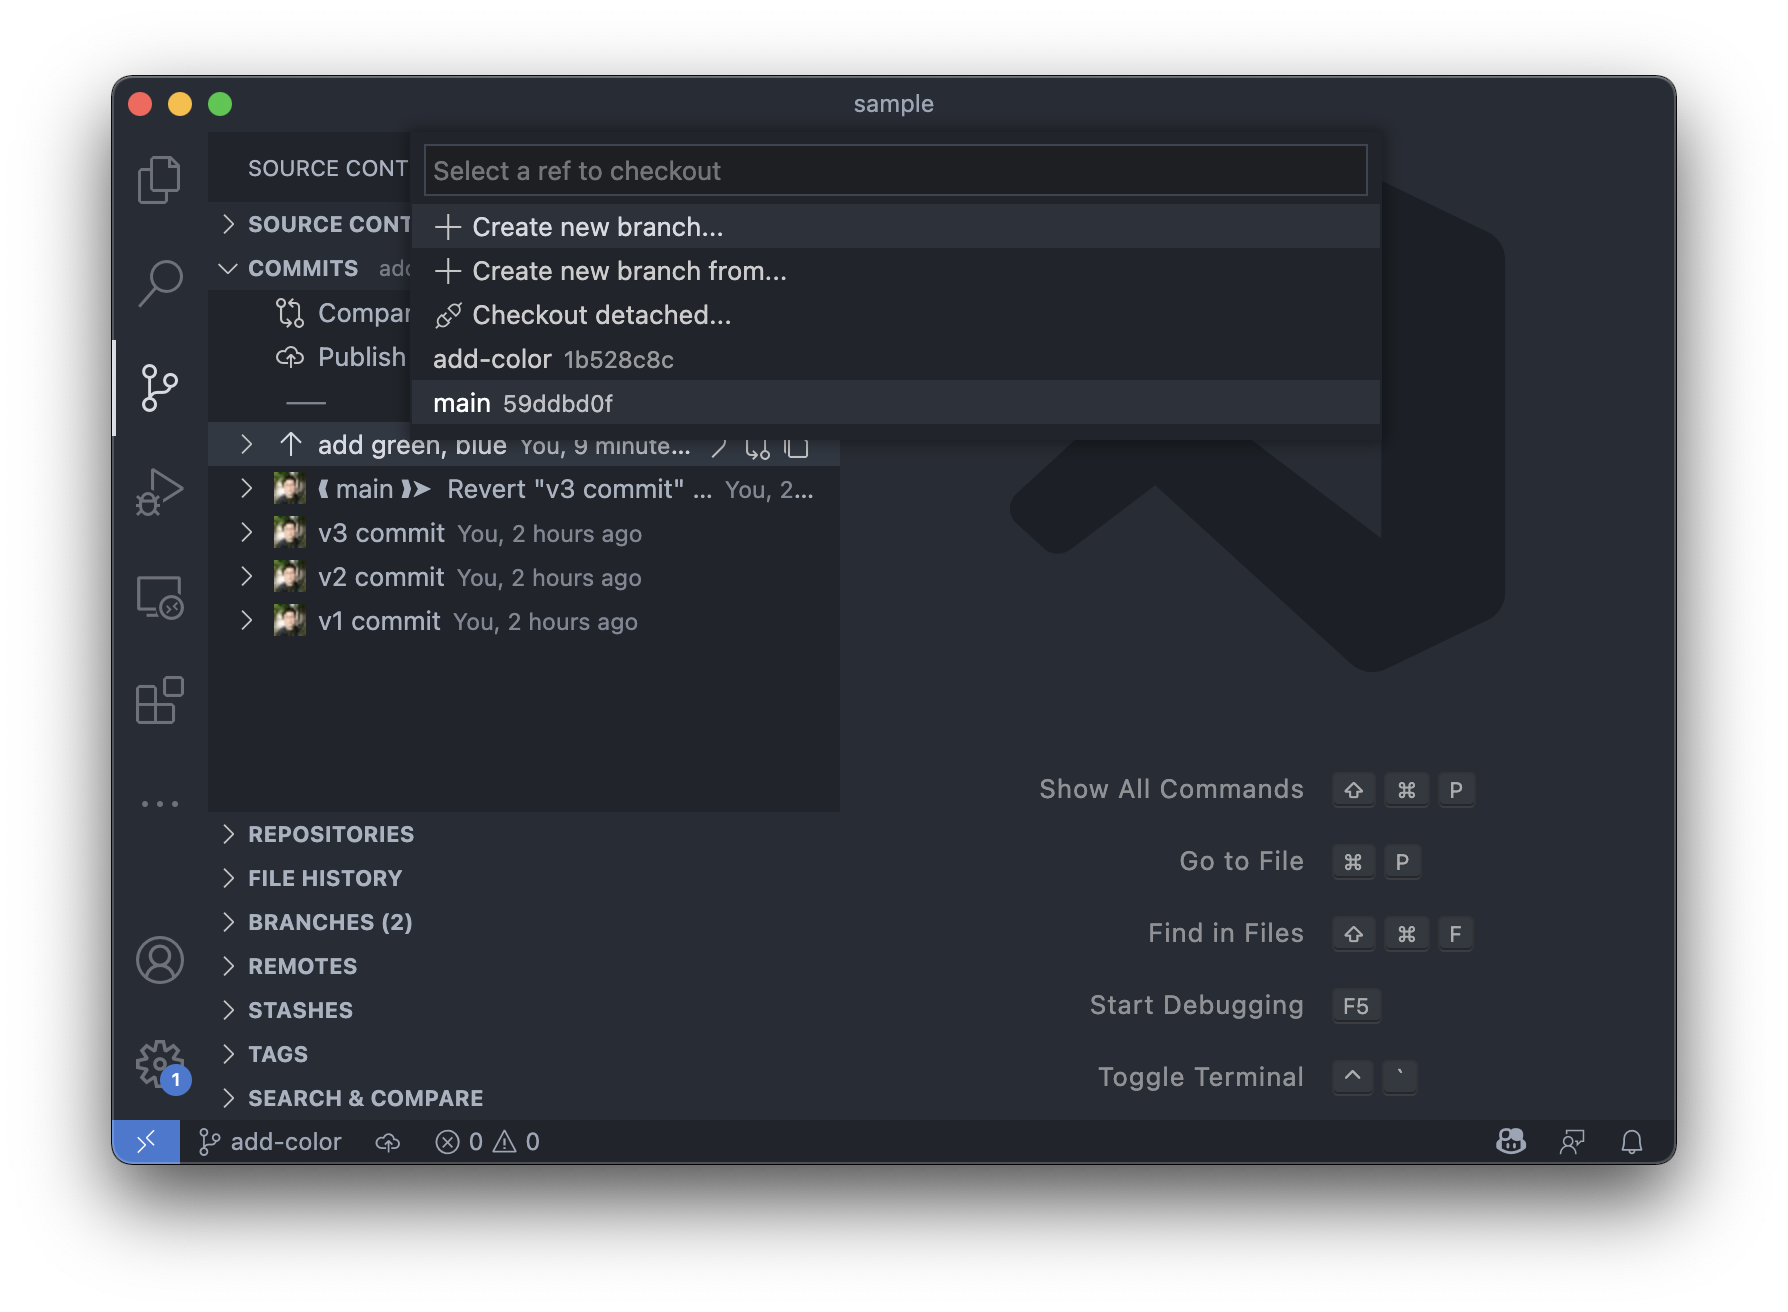 sample
SOURCE CONT
Select a ref to checkout
SOURCE CONT
Create new branch...
COMMITS
Create new branch from...
Compar
Checkout detached...
Publish
add-color 1b528c8c
main 59ddbd0f
add green, blue You, 9 minute...
main Revert "v3 commit" ... You, 2...
v3 commit You, 2 hours ago
v2 commit You, 2 hours ago
v1 commit You, 2 hours ago
Show All Commands ⇧ ⌘ P
REPOSITORIES
Go to File ⌘ P
FILE HISTORY
BRANCHES (2)
Find in Files ⇧ ⌘ F
REMOTES
STASHES
Start Debugging F5
TAGS
Toggle Terminal ^ `
1
SEARCH & COMPARE
add-color 0 0